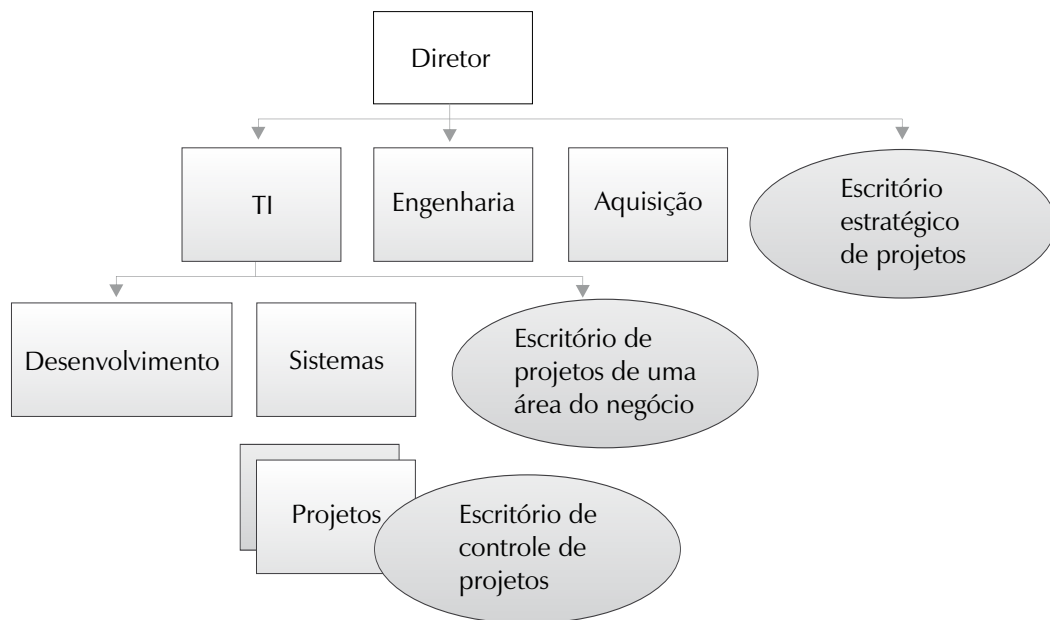 Diretor
TI
Engenharia
Aquisição
Escritório
estratégico
de projetos
Desenvolvimento
Sistemas
Escritório de
projetos de uma
área do negócio
Projetos
Escritório de
controle de
projetos